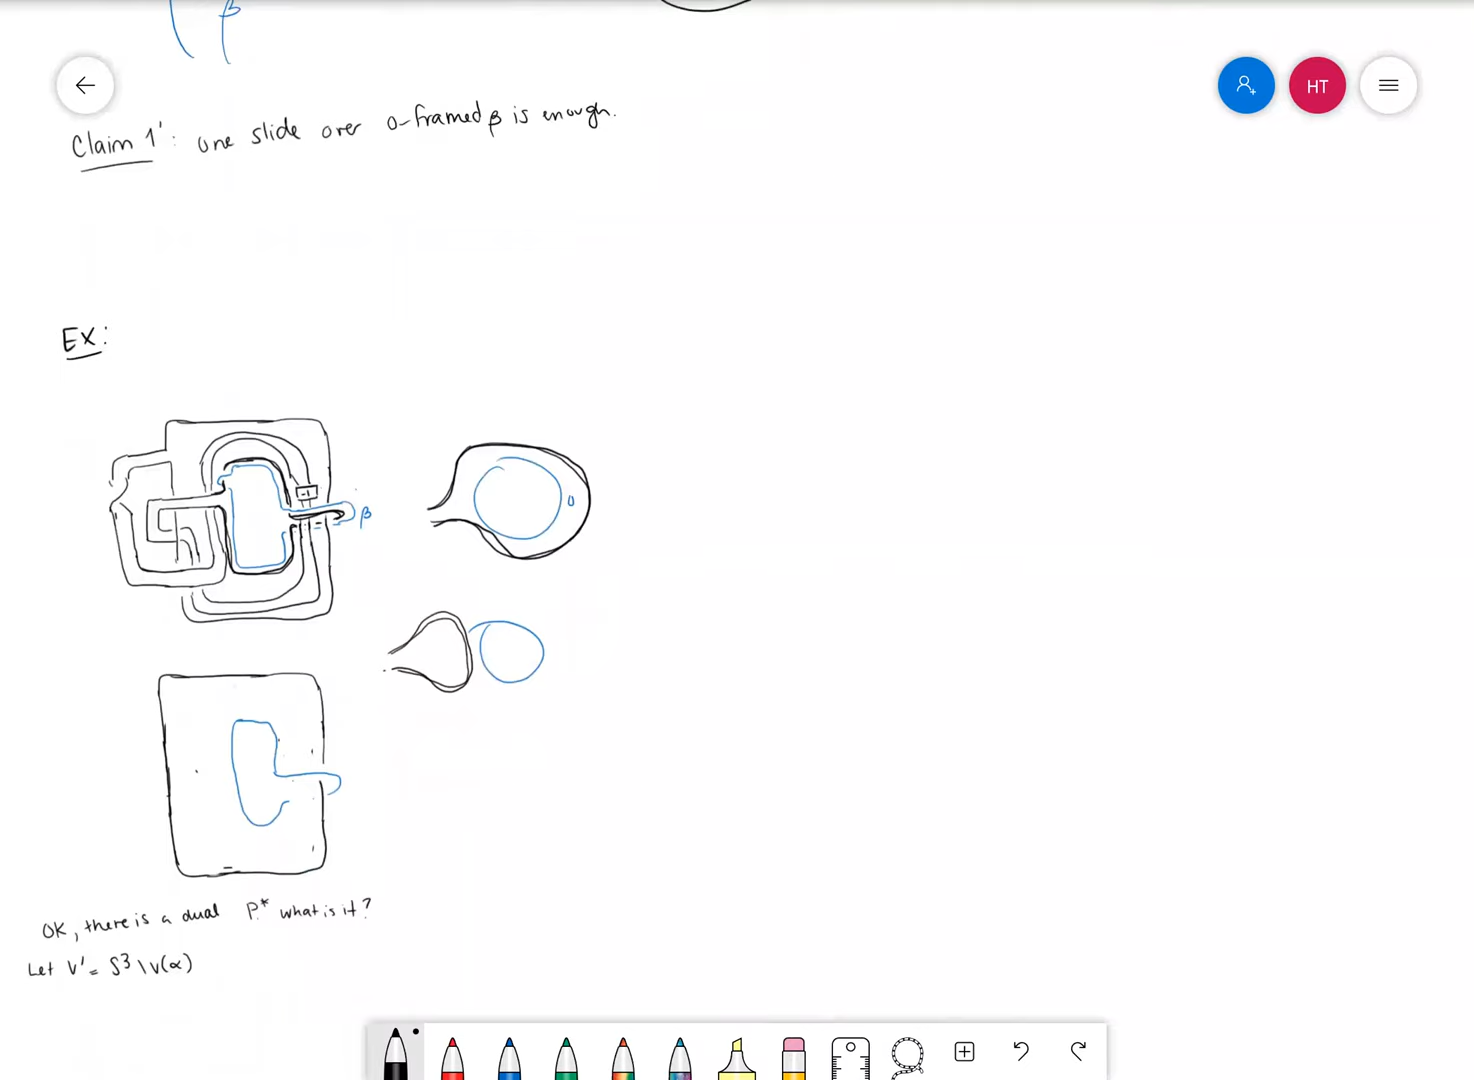 β
HT
Claim 1': one slide over 0-framed β is enough.
EX:
-1
β
0
OK, there is a dual P* what is it?
Let V' = S³ \ ν(α)